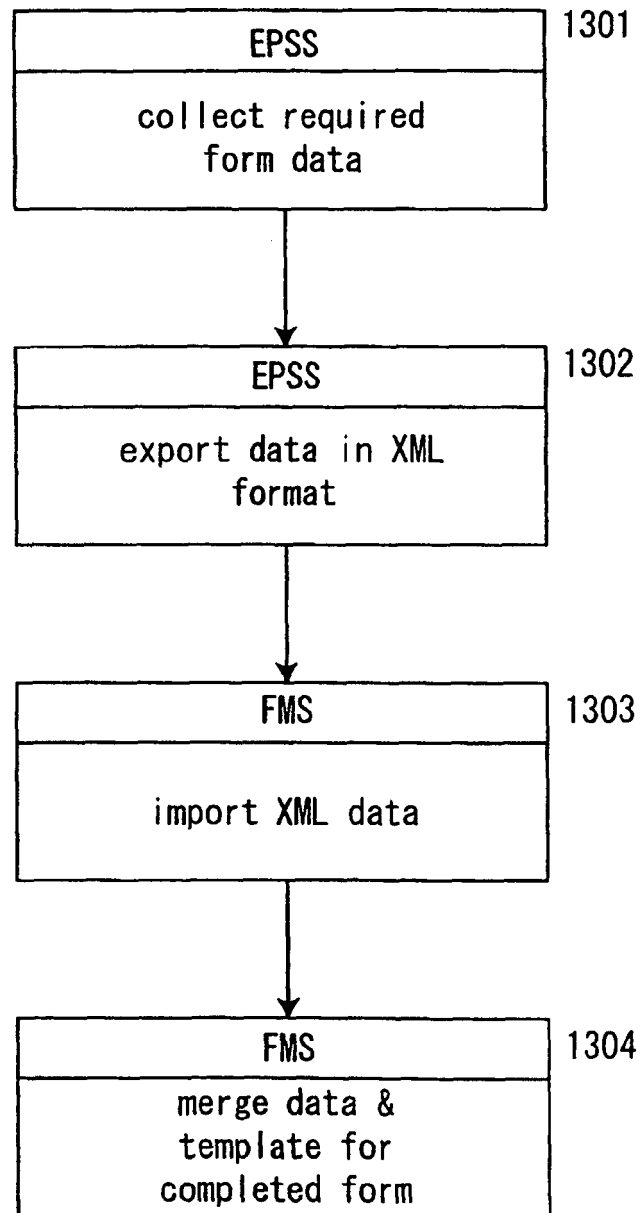 EPSS
1301
collect required
form data
EPSS
1302
export data in XML
format
FMS
1303
import XML data
FMS
1304
merge data &
template for
completed form